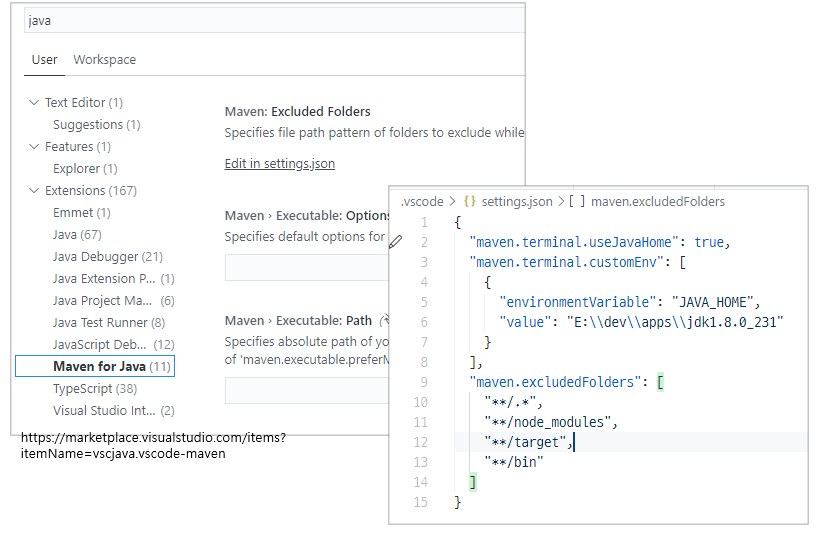 java
User Workspace
Text Editor (1)
Suggestions (1)
Features (1)
Explorer (1)
Extensions (167)
Emmet (1)
Java (67)
Java Debugger (21)
Java Extension P... (1)
Java Project Ma... (6)
Java Test Runner (8)
JavaScript Deb... (12)
Maven for Java (11)
TypeScript (38)
Visual Studio Int... (2)
Maven: Excluded Folders
Specifies file path pattern of folders to exclude while
Edit in settings.json
Maven › Executable: Options
Specifies default options for
Maven › Executable: Path
Specifies absolute path of yo
of 'maven.executable.preferM
https://marketplace.visualstudio.com/items?
itemName=vscjava.vscode-maven
.vscode > {} settings.json > [ ] maven.excludedFolders
1 {
2 "maven.terminal.useJavaHome": true,
3 "maven.terminal.customEnv": [
4 {
5 "environmentVariable": "JAVA_HOME",
6 "value": "E:\\dev\\apps\\jdk1.8.0_231"
7 }
8 ],
9 "maven.excludedFolders": [
10 "**/.*",
11 "**/node_modules",
12 "**/target",
13 "**/bin"
14 ]
15 }